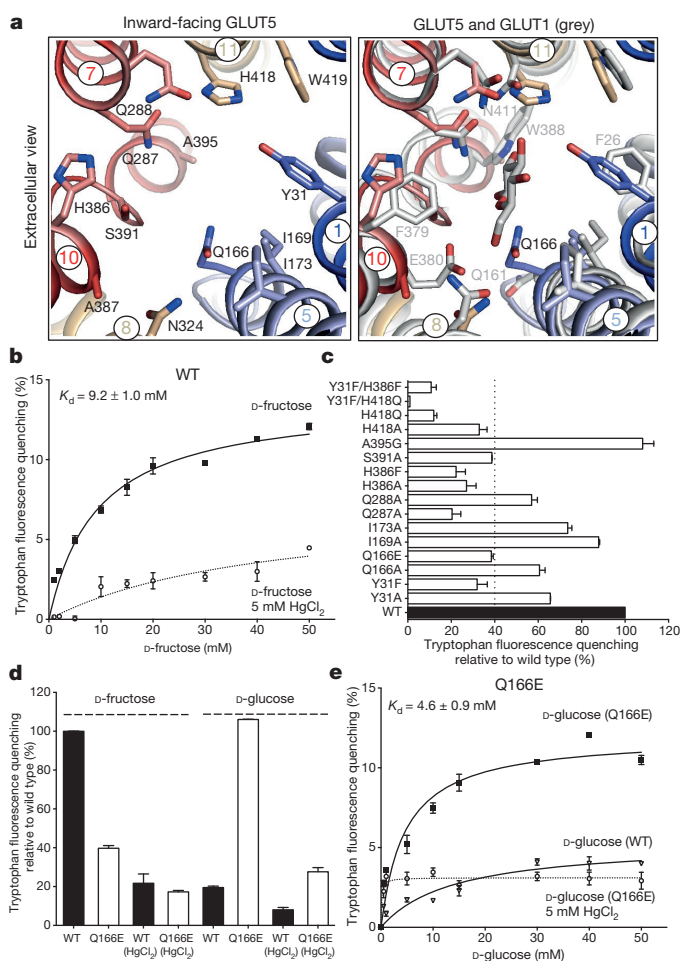 a
Inward-facing GLUT5
GLUT5 and GLUT1 (grey)
Extracellular view
7
11
H418
W419
Q288
Q287
A395
Y31
H386
S391
1
10
Q166
I169
I173
A387
8
N324
5
7
11
N411
W388
F26
F379
1
10
E380
Q161
Q166
8
5
b
WT
Kd = 9.2 ± 1.0 mM
D-fructose
D-fructose
5 mM HgCl2
Tryptophan fluorescence quenching (%)
15
10
5
0
0 10 20 30 40 50
D-fructose (mM)
c
Y31F/H386F
Y31F/H418Q
H418Q
H418A
A395G
S391A
H386F
H386A
Q288A
Q287A
I173A
I169A
Q166E
Q166A
Y31F
Y31A
WT
0 20 40 60 80 100 120
Tryptophan fluorescence quenching
relative to wild type (%)
d
D-fructose
D-glucose
Tryptophan fluorescence quenching
relative to wild type (%)
120
100
80
60
40
20
0
WT Q166E WT (HgCl2) Q166E (HgCl2) WT Q166E WT (HgCl2) Q166E (HgCl2)
e
Q166E
Kd = 4.6 ± 0.9 mM
D-glucose (Q166E)
D-glucose (WT)
D-glucose (Q166E)
5 mM HgCl2
Tryptophan fluorescence quenching (%)
15
10
5
0
0 10 20 30 40 50
D-glucose (mM)